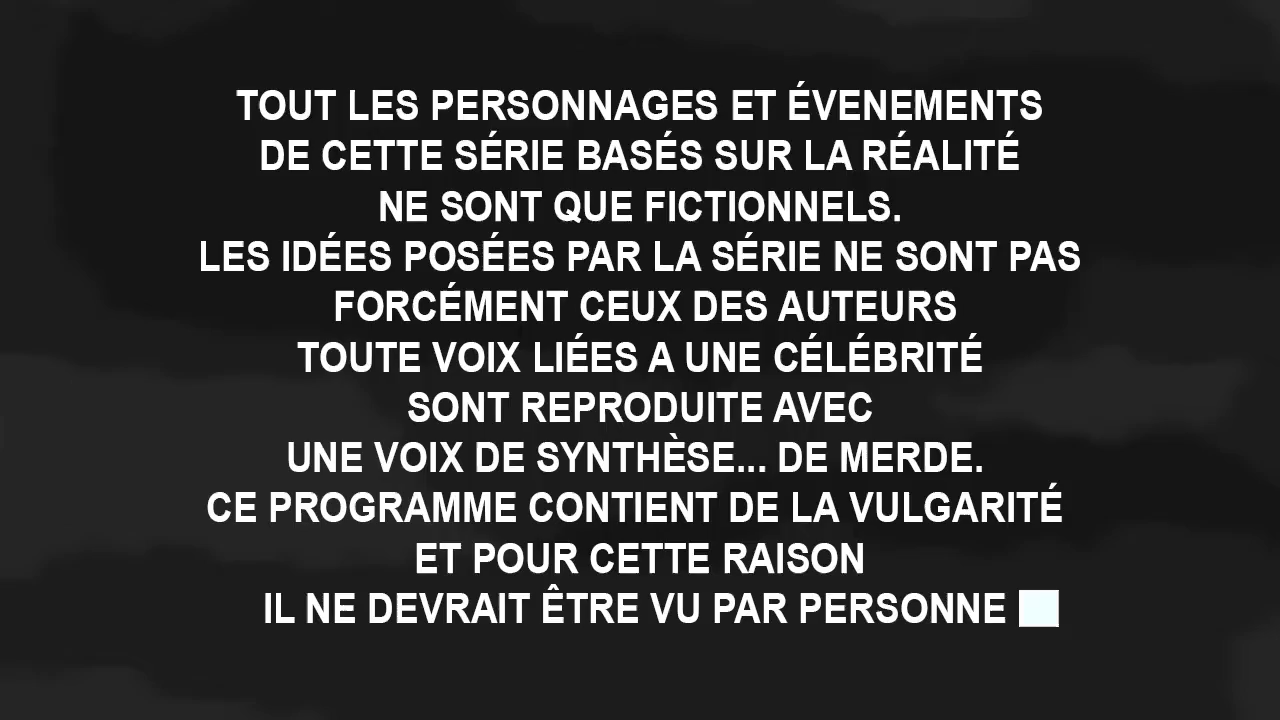 TOUT LES PERSONNAGES ET ÉVENEMENTS
DE CETTE SÉRIE BASÉS SUR LA RÉALITÉ
NE SONT QUE FICTIONNELS.
LES IDÉES POSÉES PAR LA SÉRIE NE SONT PAS
FORCÉMENT CEUX DES AUTEURS
TOUTE VOIX LIÉES A UNE CÉLÉBRITÉ
SONT REPRODUITE AVEC
UNE VOIX DE SYNTHÈSE... DE MERDE.
CE PROGRAMME CONTIENT DE LA VULGARITÉ
ET POUR CETTE RAISON
IL NE DEVRAIT ÊTRE VU PAR PERSONNE